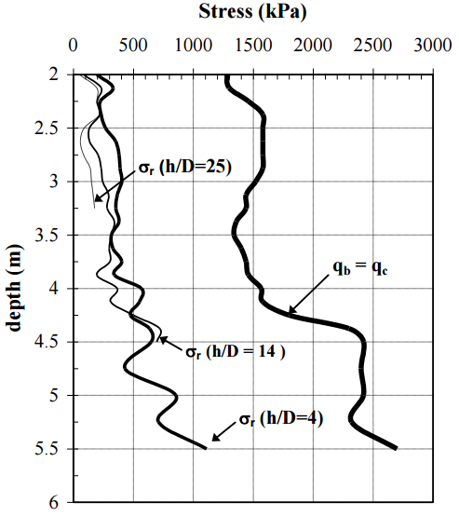 Stress (kPa)
0 500 1000 1500 2000 2500 3000
2
2.5
σr (h/D=25)
3
3.5
depth (m)
qb = qc
4
4.5
σr (h/D = 14 )
5
σr (h/D=4)
5.5
6